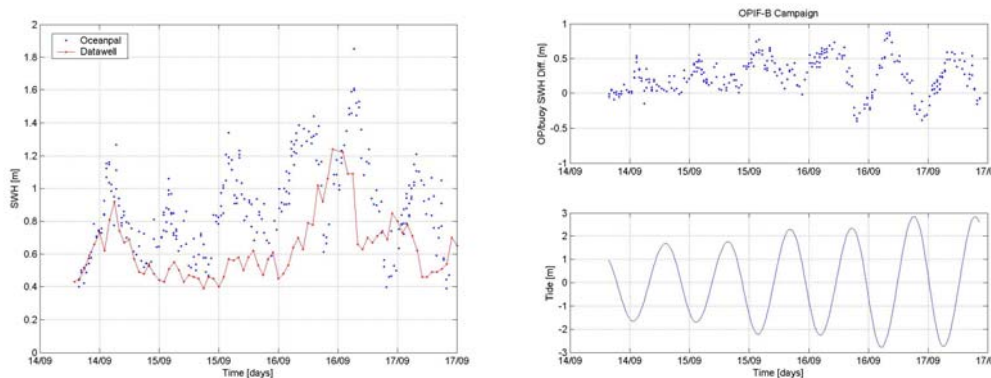 2
1.8
1.6
1.4
1.2
1
0.8
0.6
0.4
0.2
0
SWH [m]
Oceanpal
Datawell
14/09 14/09 15/09 15/09 16/09 16/09 17/09 17/09
Time [days]
OPIF-B Campaign
OP/buoy SWH Diff. [m]
1
0.5
0
-0.5
-1
14/09 14/09 15/09 15/09 16/09 16/09 17/09 17/0
Tide [m]
3
2
1
0
-1
-2
-3
14/09 14/09 15/09 15/09 16/09 16/09 17/09 17/09
Time [days]